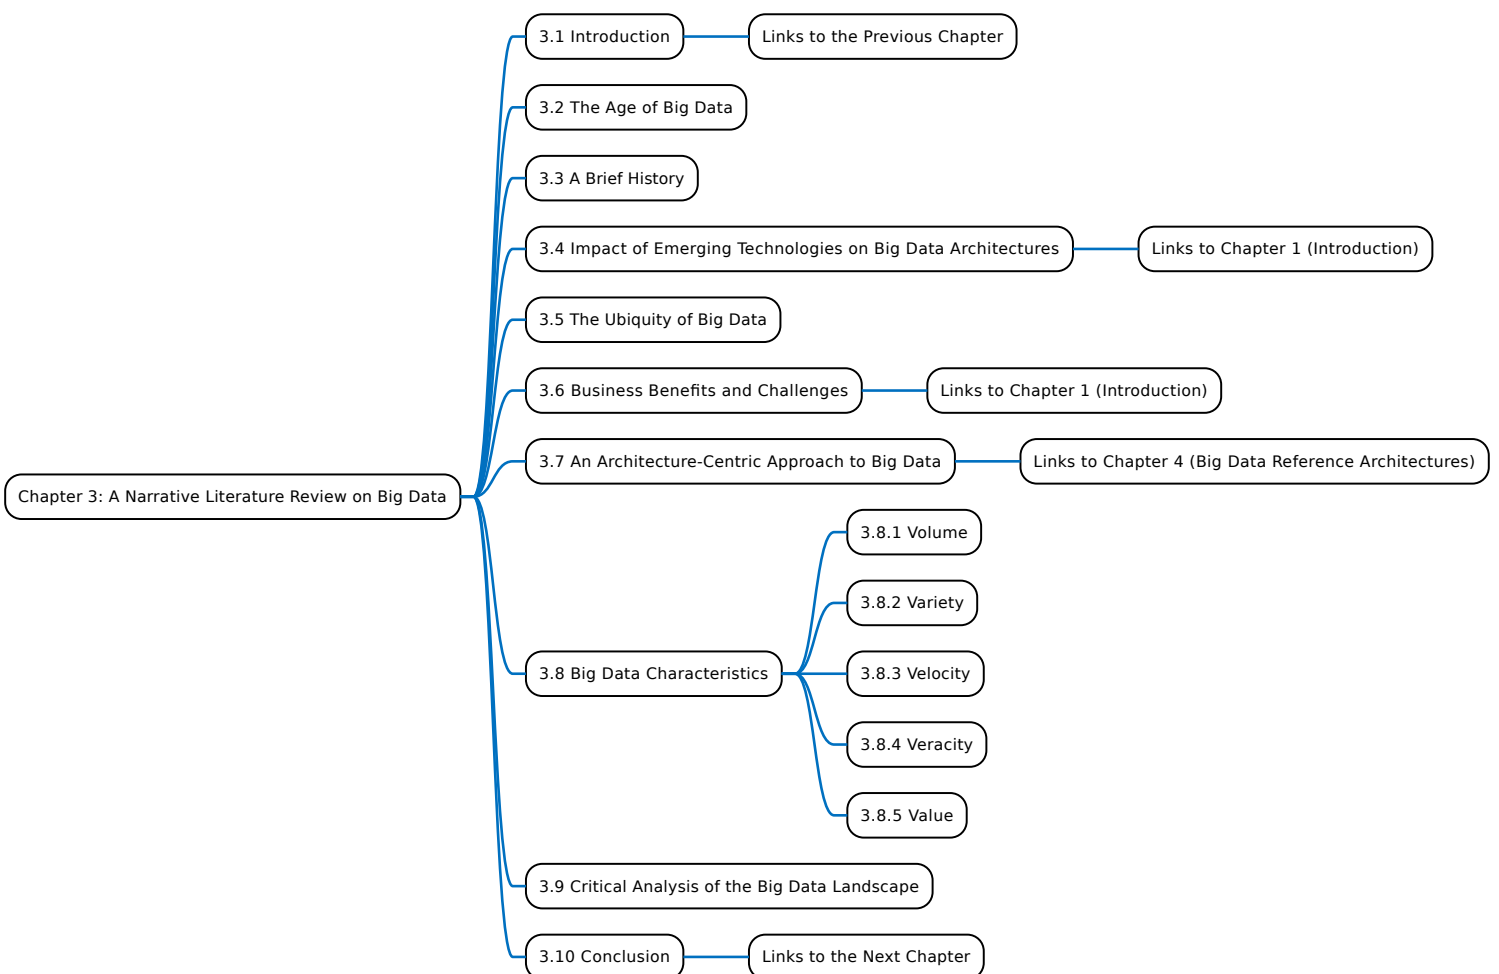 3.1 Introduction
Links to the Previous Chapter
3.2 The Age of Big Data
3.3 A Brief History
3.4 Impact of Emerging Technologies on Big Data Architectures
Links to Chapter 1 (Introduction)
3.5 The Ubiquity of Big Data
3.6 Business Benefits and Challenges
Links to Chapter 1 (Introduction)
3.7 An Architecture-Centric Approach to Big Data
Links to Chapter 4 (Big Data Reference Architectures)
Chapter 3: A Narrative Literature Review on Big Data
3.8.1 Volume
3.8.2 Variety
3.8 Big Data Characteristics
3.8.3 Velocity
3.8.4 Veracity
3.8.5 Value
3.9 Critical Analysis of the Big Data Landscape
3.10 Conclusion
Links to the Next Chapter